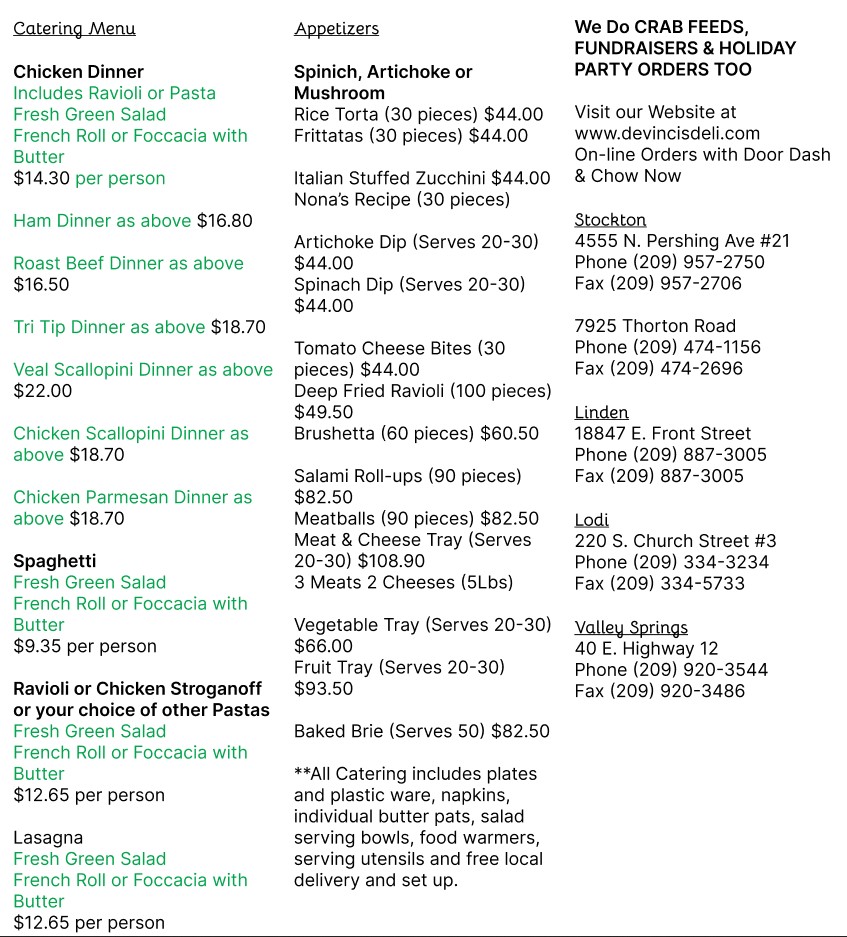 Catering Menu
Chicken Dinner
Includes Ravioli or Pasta
Fresh Green Salad
French Roll or Foccacia with
Butter
$14.30 per person
Ham Dinner as above $16.80
Roast Beef Dinner as above
$16.50
Tri Tip Dinner as above $18.70
Veal Scallopini Dinner as above
$22.00
Chicken Scallopini Dinner as
above $18.70
Chicken Parmesan Dinner as
above $18.70
Spaghetti
Fresh Green Salad
French Roll or Foccacia with
Butter
$9.35 per person
Ravioli or Chicken Stroganoff
or your choice of other Pastas
Fresh Green Salad
French Roll or Foccacia with
Butter
$12.65 per person
Lasagna
Fresh Green Salad
French Roll or Foccacia with
Butter
$12.65 per person
Appetizers
Spinich, Artichoke or
Mushroom
Rice Torta (30 pieces) $44.00
Frittatas (30 pieces) $44.00
Italian Stuffed Zucchini $44.00
Nona's Recipe (30 pieces)
Artichoke Dip (Serves 20-30)
$44.00
Spinach Dip (Serves 20-30)
$44.00
Tomato Cheese Bites (30
pieces) $44.00
Deep Fried Ravioli (100 pieces)
$49.50
Brushetta (60 pieces) $60.50
Salami Roll-ups (90 pieces)
$82.50
Meatballs (90 pieces) $82.50
Meat & Cheese Tray (Serves
20-30) $108.90
3 Meats 2 Cheeses (5Lbs)
Vegetable Tray (Serves 20-30)
$66.00
Fruit Tray (Serves 20-30)
$93.50
Baked Brie (Serves 50) $82.50
**All Catering includes plates
and plastic ware, napkins,
individual butter pats, salad
serving bowls, food warmers,
serving utensils and free local
delivery and set up.
We Do CRAB FEEDS,
FUNDRAISERS & HOLIDAY
PARTY ORDERS TOO
Visit our Website at
www.devincisdeli.com
On-line Orders with Door Dash
& Chow Now
Stockton
4555 N. Pershing Ave #21
Phone (209) 957-2750
Fax (209) 957-2706
7925 Thorton Road
Phone (209) 474-1156
Fax (209) 474-2696
Linden
18847 E. Front Street
Phone (209) 887-3005
Fax (209) 887-3005
Lodi
220 S. Church Street #3
Phone (209) 334-3234
Fax (209) 334-5733
Valley Springs
40 E. Highway 12
Phone (209) 920-3544
Fax (209) 920-3486